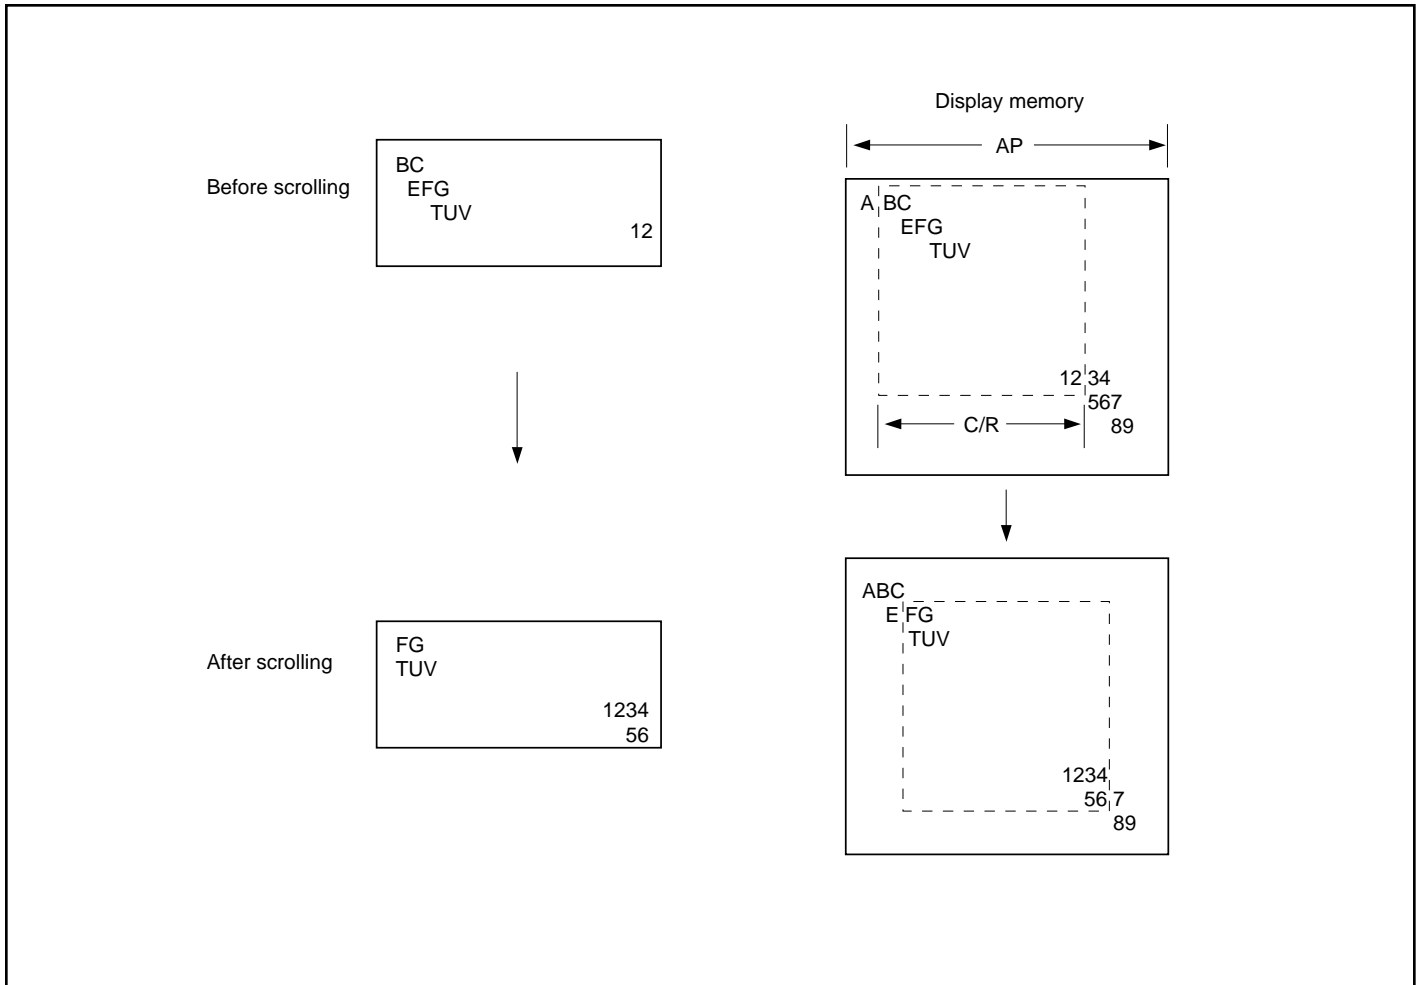 Display memory
AP
Before scrolling
BC
EFG
TUV
12
A BC
EFG
TUV
12 34
567
89
C/R
After scrolling
FG
TUV
1234
56
ABC
E FG
TUV
1234
56 7
89